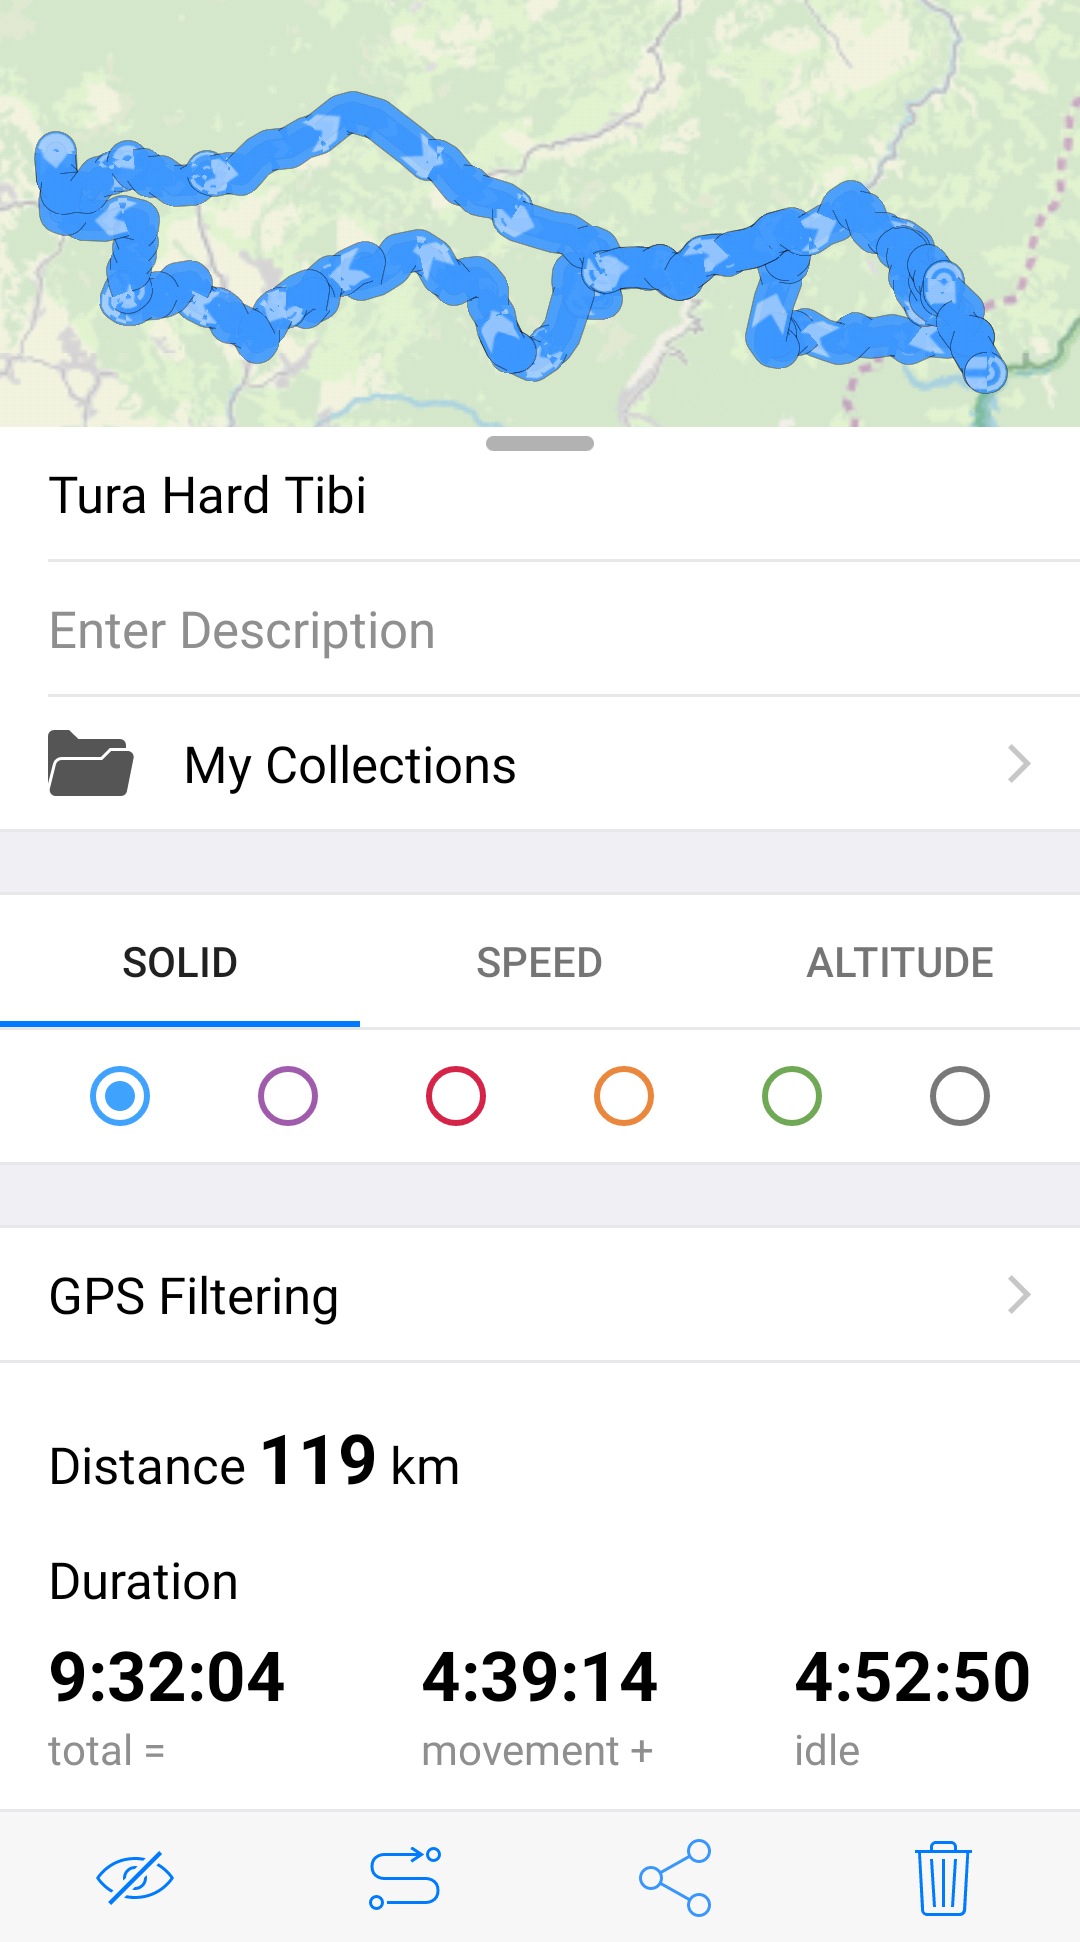 Tura Hard Tibi
Enter Description
My Collections
SOLID SPEED ALTITUDE
GPS Filtering
Distance 119 km
Duration
9:32:04 4:39:14 4:52:50
total = movement + idle